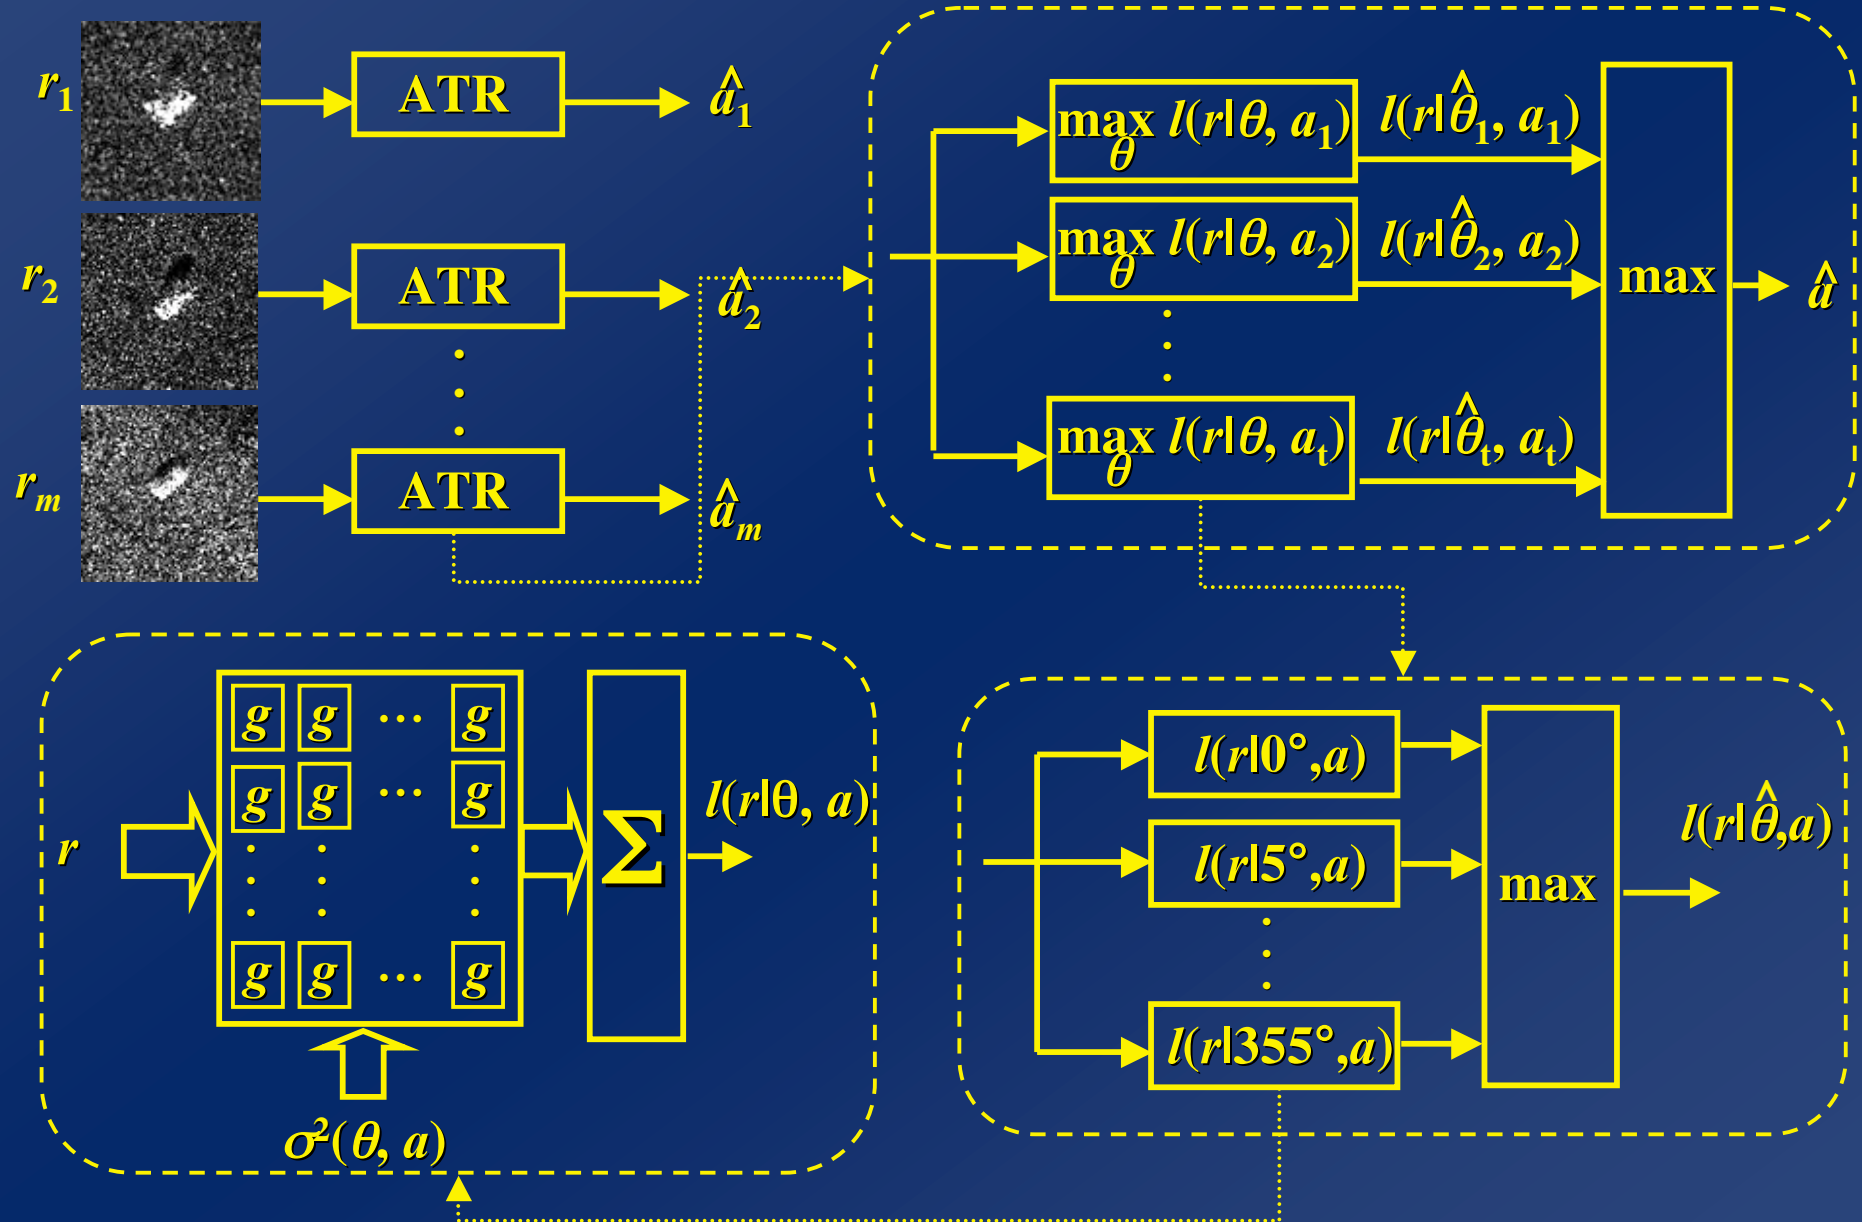 r₁ ATR â₁
r₂ ATR â₂
⋮
rₘ ATR âₘ
max l(r|θ, a₁) l(r|θ̂₁, a₁)
θ
max l(r|θ, a₂) l(r|θ̂₂, a₂)
θ
⋮
max l(r|θ, aₜ) l(r|θ̂ₜ, aₜ)
θ
max â
r
g g … g
g g … g
⋮ ⋮ ⋮
g g … g
Σ l(r|θ, a)
σ²(θ, a)
l(r|0°,a)
l(r|5°,a)
⋮
l(r|355°,a)
max l(r|θ̂,a)